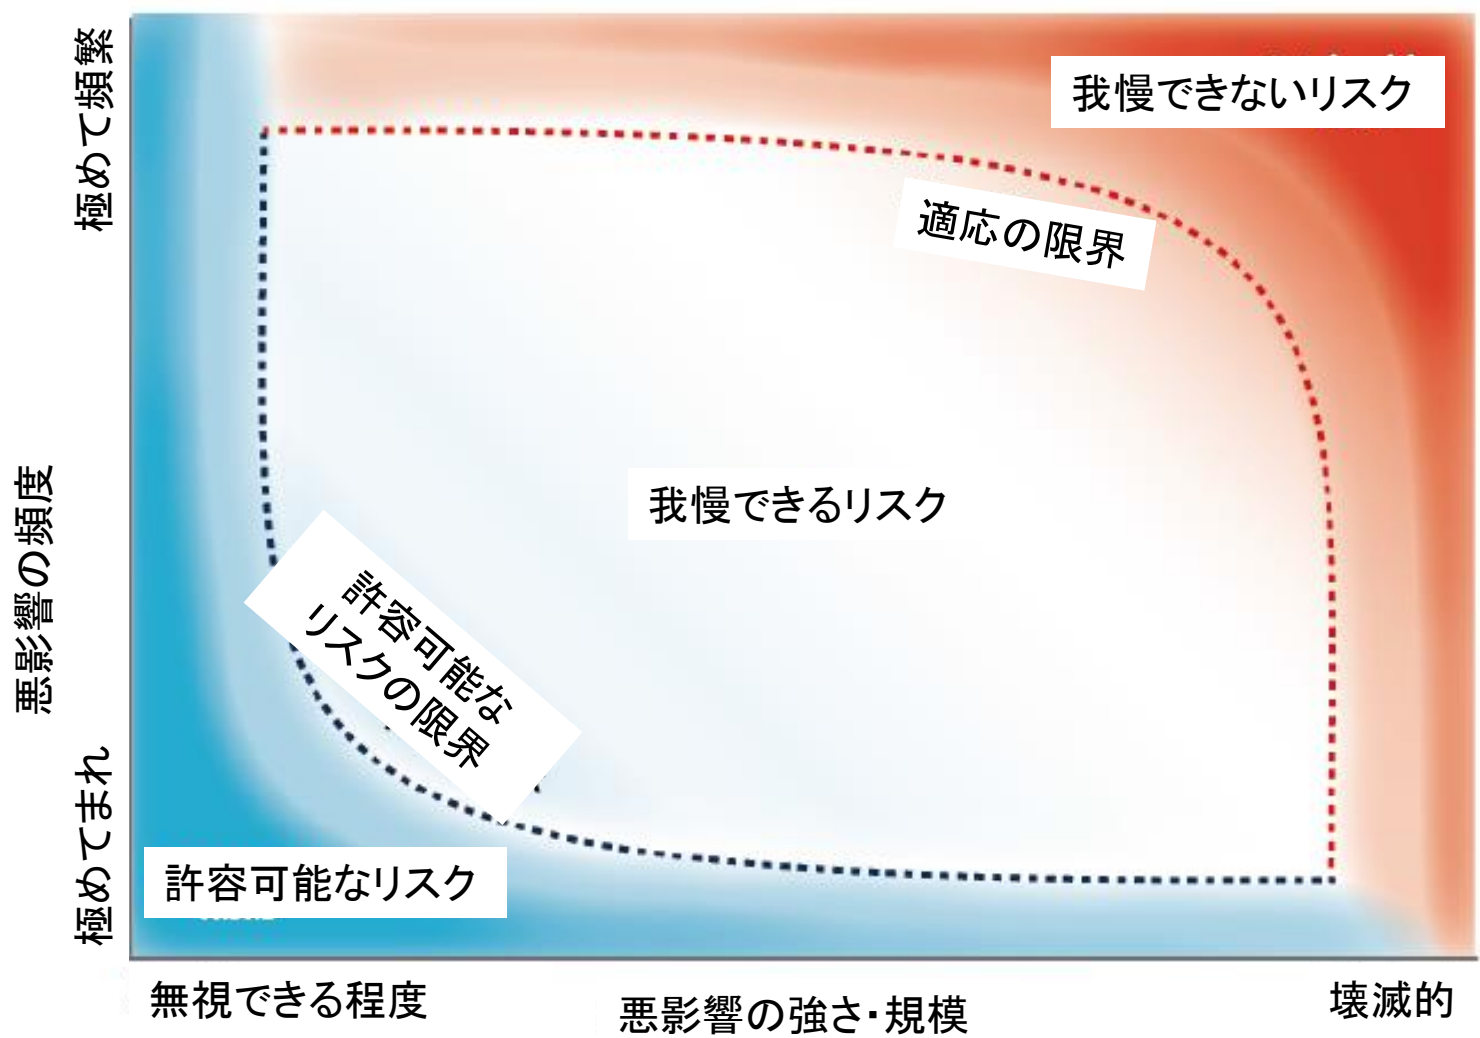 極めて頻繁
我慢できないリスク
適応の限界
悪影響の頻度
我慢できるリスク
許容可能な
リスクの限界
極めてまれ
許容可能なリスク
無視できる程度
悪影響の強さ・規模
壊滅的